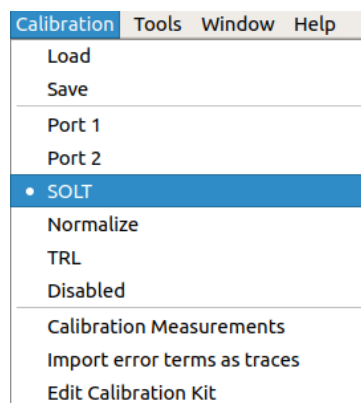 Calibration Tools Window Help
Load
Save
Port 1
Port 2
SOLT
Normalize
TRL
Disabled
Calibration Measurements
Import error terms as traces
Edit Calibration Kit